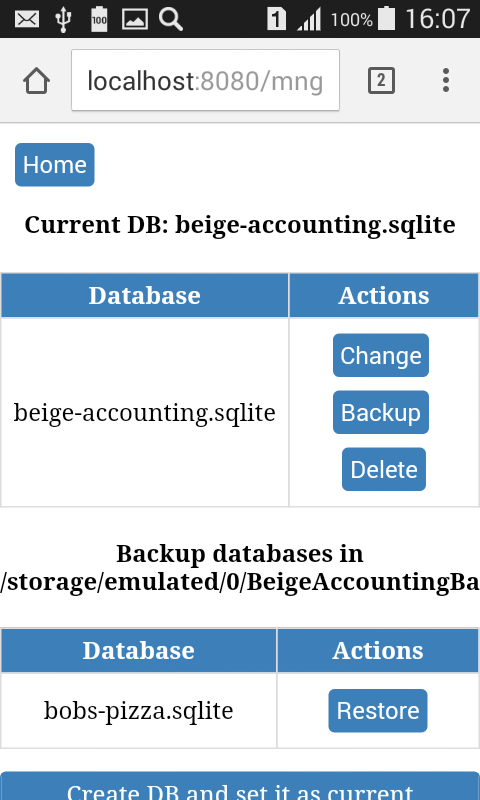 100
1
100%
16:07
localhost:8080/mng
2
Home
Current DB: beige-accounting.sqlite
Database Actions
beige-accounting.sqlite
Change
Backup
Delete
Backup databases in
/storage/emulated/0/BeigeAccountingBa
Database Actions
bobs-pizza.sqlite Restore
Create DB and set it as current